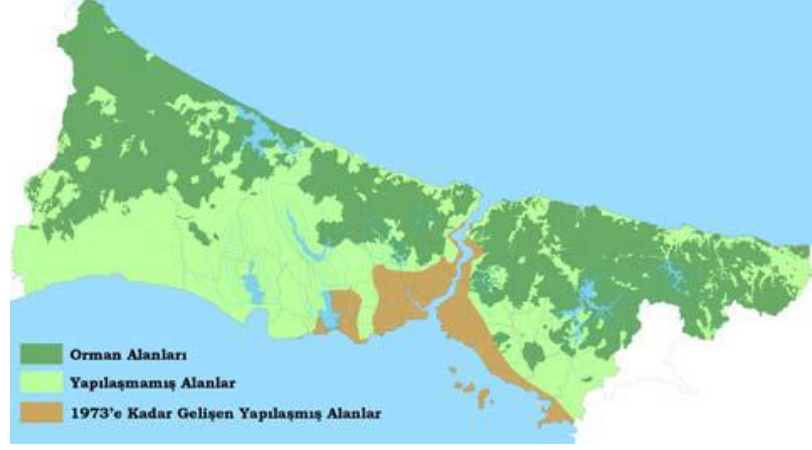 Orman Alanları
Yapılaşmamış Alanlar
1973'e Kadar Gelişen Yapılaşmış Alanlar